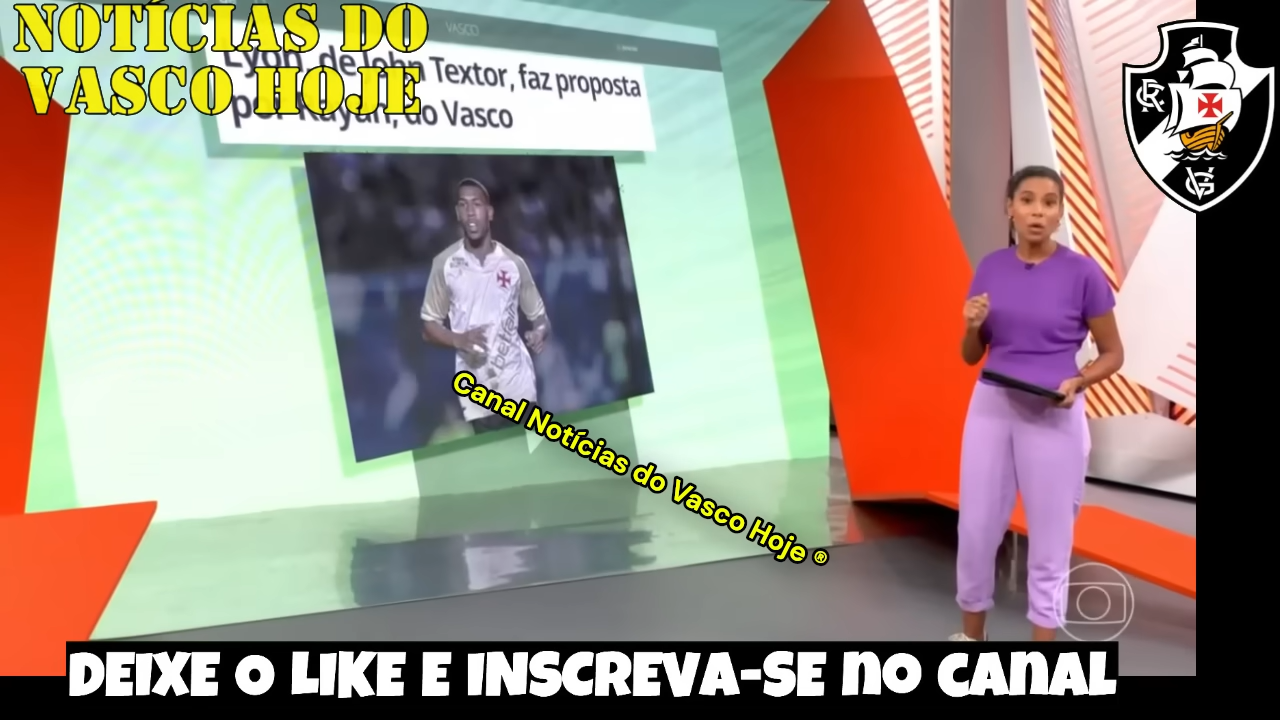 NOTÍCIAS DO
VASCO HOJE
VASCO
Lyon, de John Textor, faz proposta
por Rayan, do Vasco
Canal Notícias do Vasco Hoje ®
DEIXE O LIKE E INSCREVA-SE NO CANAL